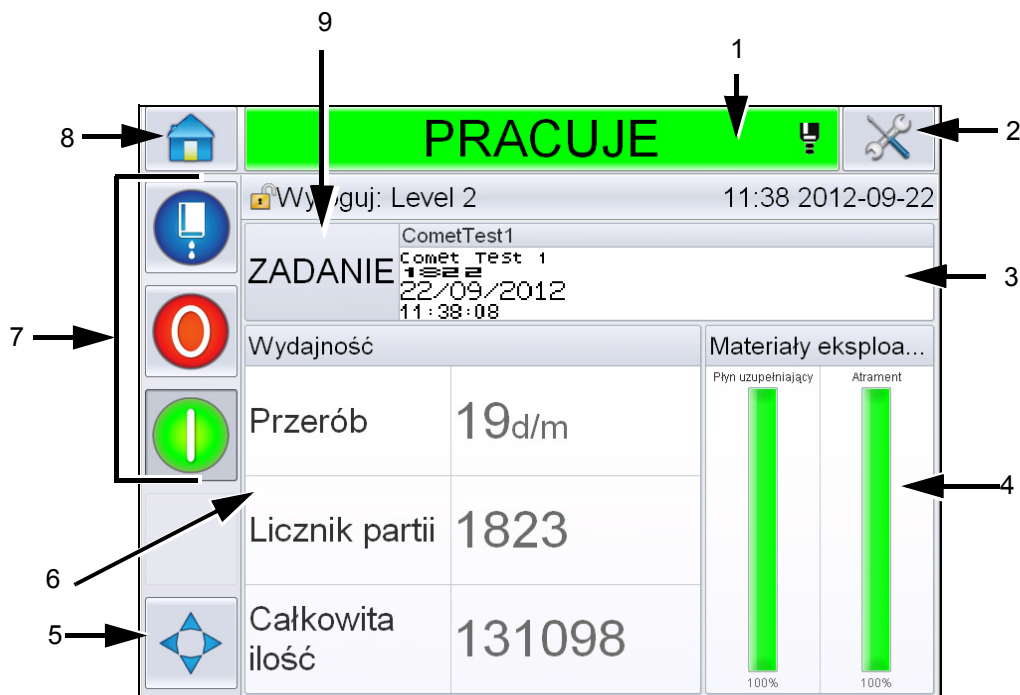 9
1
8
PRACUJE
2
Wyloguj: Level 2
11:38 2012-09-22
ZADANIE
CometTest1
Comet Test 1
1822
22/09/2012
11:38:08
3
7
Wydajność
Materiały eksploa...
Płyn uzupełniający
Atrament
Przerób
19d/m
4
Licznik partii
1823
6
5
Całkowita
ilość
131098
100%
100%